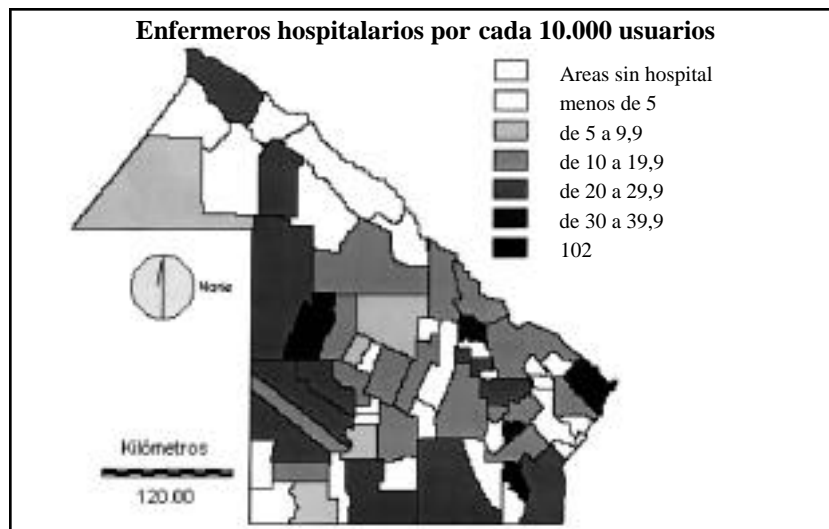 Enfermeros hospitalarios por cada 10.000 usuarios
Areas sin hospital
menos de 5
de 5 a 9,9
de 10 a 19,9
de 20 a 29,9
de 30 a 39,9
102
Norte
Kilómetros
120.00